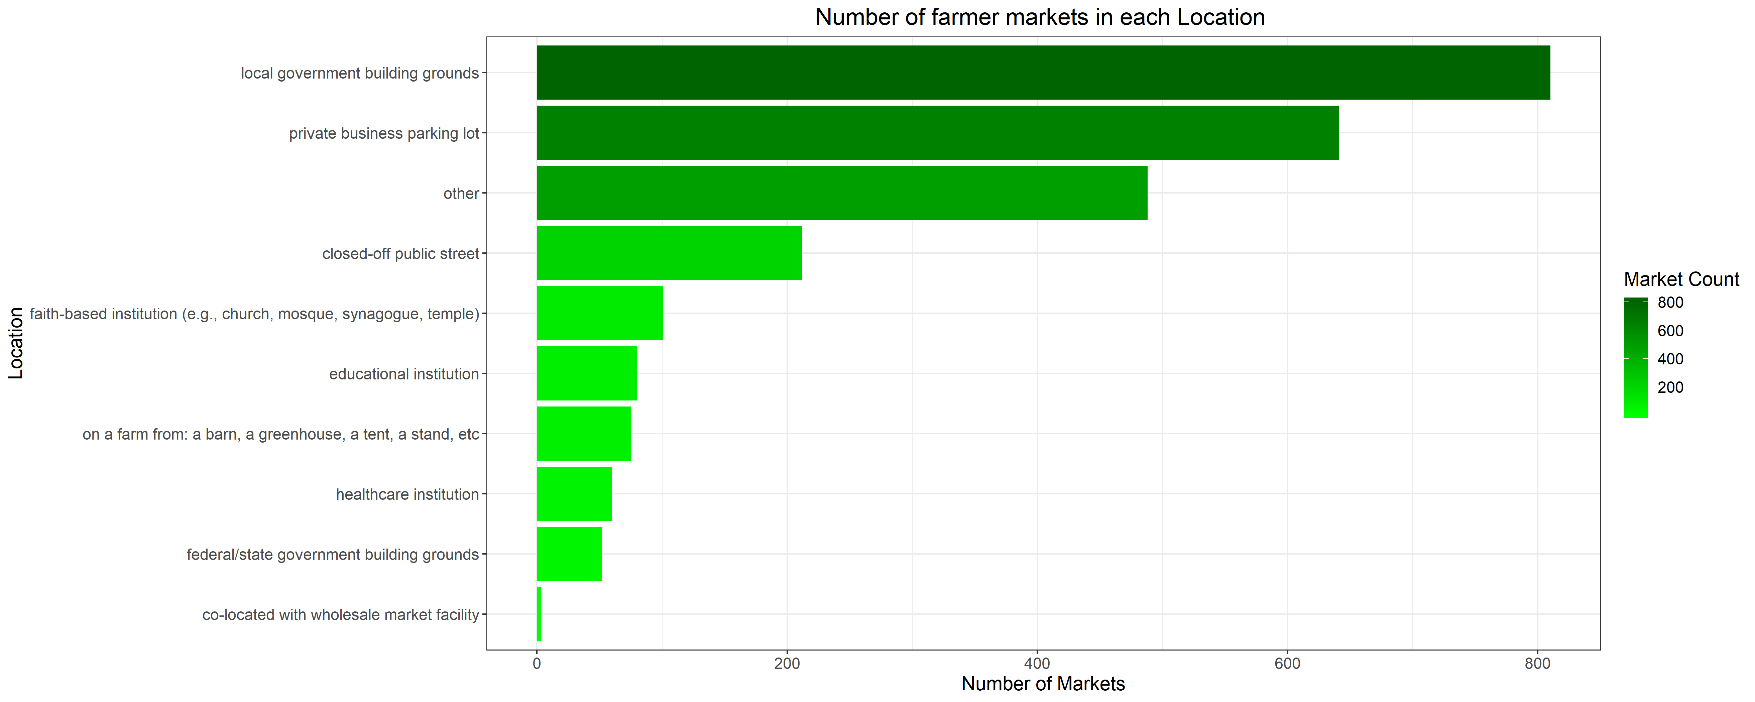 Number of farmer markets in each Location
Location
local government building grounds
private business parking lot
other
closed-off public street
faith-based institution (e.g., church, mosque, synagogue, temple)
educational institution
on a farm from: a barn, a greenhouse, a tent, a stand, etc
healthcare institution
federal/state government building grounds
co-located with wholesale market facility
0 200 400 600 800
Number of Markets
Market Count
800
600
400
200